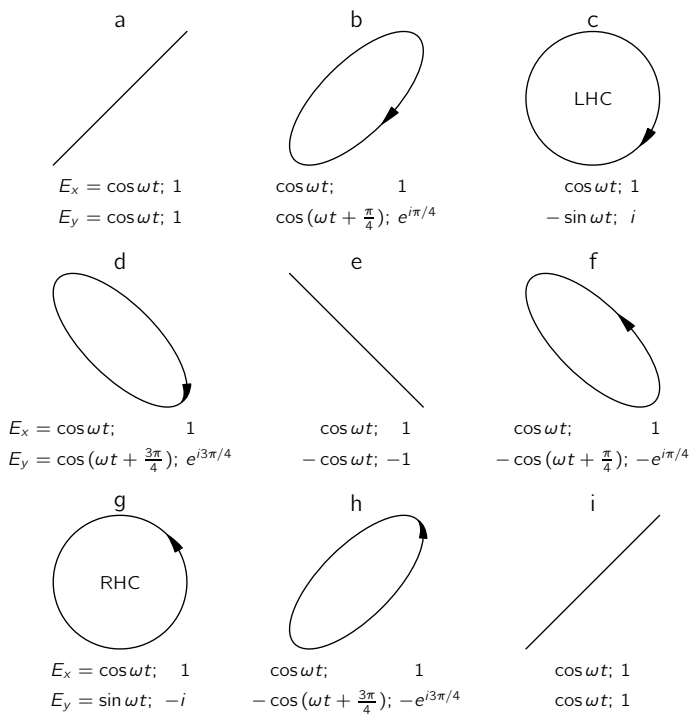 a b c
LHC
E_x = cos ωt; 1 cos ωt; 1 cos ωt; 1
E_y = cos ωt; 1 cos (ωt + π/4); e^{iπ/4} − sin ωt; i
d e f
E_x = cos ωt; 1 cos ωt; 1 cos ωt; 1
E_y = cos (ωt + 3π/4); e^{i3π/4} − cos ωt; −1 − cos (ωt + π/4); −e^{iπ/4}
g h i
RHC
E_x = cos ωt; 1 cos ωt; 1 cos ωt; 1
E_y = sin ωt; −i − cos (ωt + 3π/4); −e^{i3π/4} cos ωt; 1